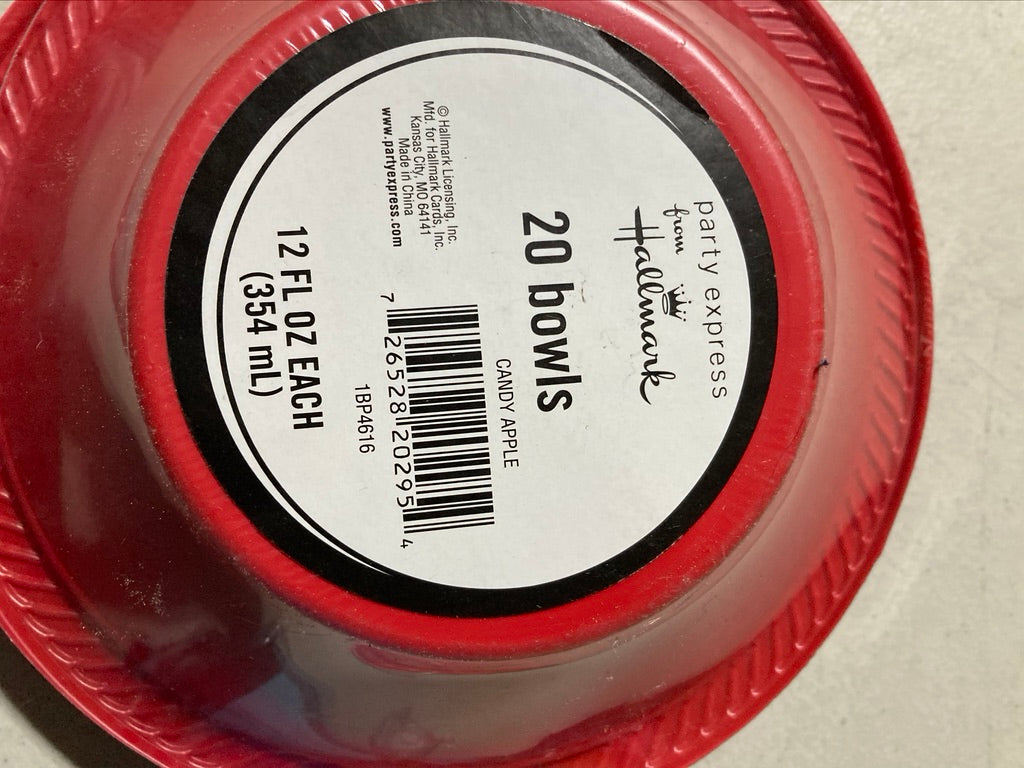 party express
from
Hallmark
20 bowls
CANDY APPLE
© Hallmark Licensing, Inc.
Mfd. for Hallmark Cards, Inc.
Kansas City, MO 64141
Made in China
www.partyexpress.com
7 26528 20295 4
1BP4616
12 FL OZ EACH
(354 mL)